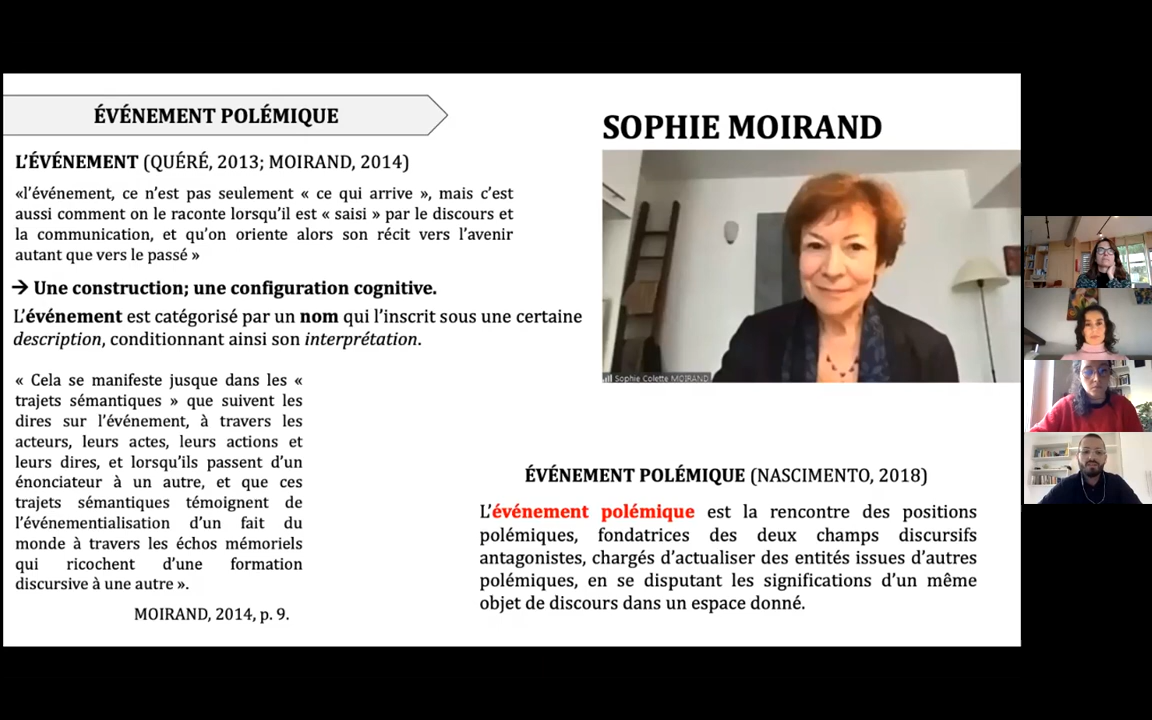 ÉVÉNEMENT POLÉMIQUE
L’ÉVÉNEMENT (QUÉRÉ, 2013; MOIRAND, 2014)
«l’événement, ce n’est pas seulement « ce qui arrive », mais c’est
aussi comment on le raconte lorsqu’il est « saisi » par le discours et
la communication, et qu’on oriente alors son récit vers l’avenir
autant que vers le passé »
→ Une construction; une configuration cognitive.
L’événement est catégorisé par un nom qui l’inscrit sous une certaine
description, conditionnant ainsi son interprétation.
« Cela se manifeste jusque dans les «
trajets sémantiques » que suivent les
dires sur l’événement, à travers les
acteurs, leurs actes, leurs actions et
leurs dires, et lorsqu’ils passent d’un
énonciateur à un autre, et que ces
trajets sémantiques témoignent de
l’événementialisation d’un fait du
monde à travers les échos mémoriels
qui ricochent d’une formation
discursive à une autre ».
MOIRAND, 2014, p. 9.
SOPHIE MOIRAND
Sophie Colette MOIRAND
ÉVÉNEMENT POLÉMIQUE (NASCIMENTO, 2018)
L’événement polémique est la rencontre des positions
polémiques, fondatrices des deux champs discursifs
antagonistes, chargés d’actualiser des entités issues d’autres
polémiques, en se disputant les significations d’un même
objet de discours dans un espace donné.